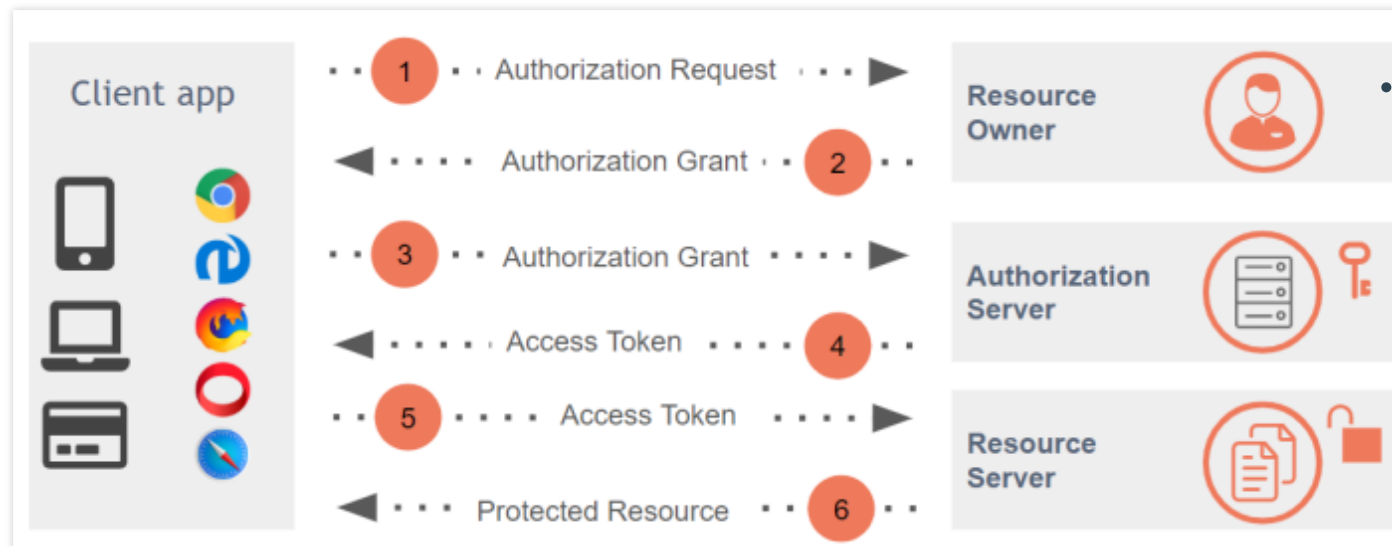 Client app
1
Authorization Request
Resource
Owner
Authorization Grant
2
3
Authorization Grant
Authorization
Server
Access Token
4
5
Access Token
Resource
Server
Protected Resource
6